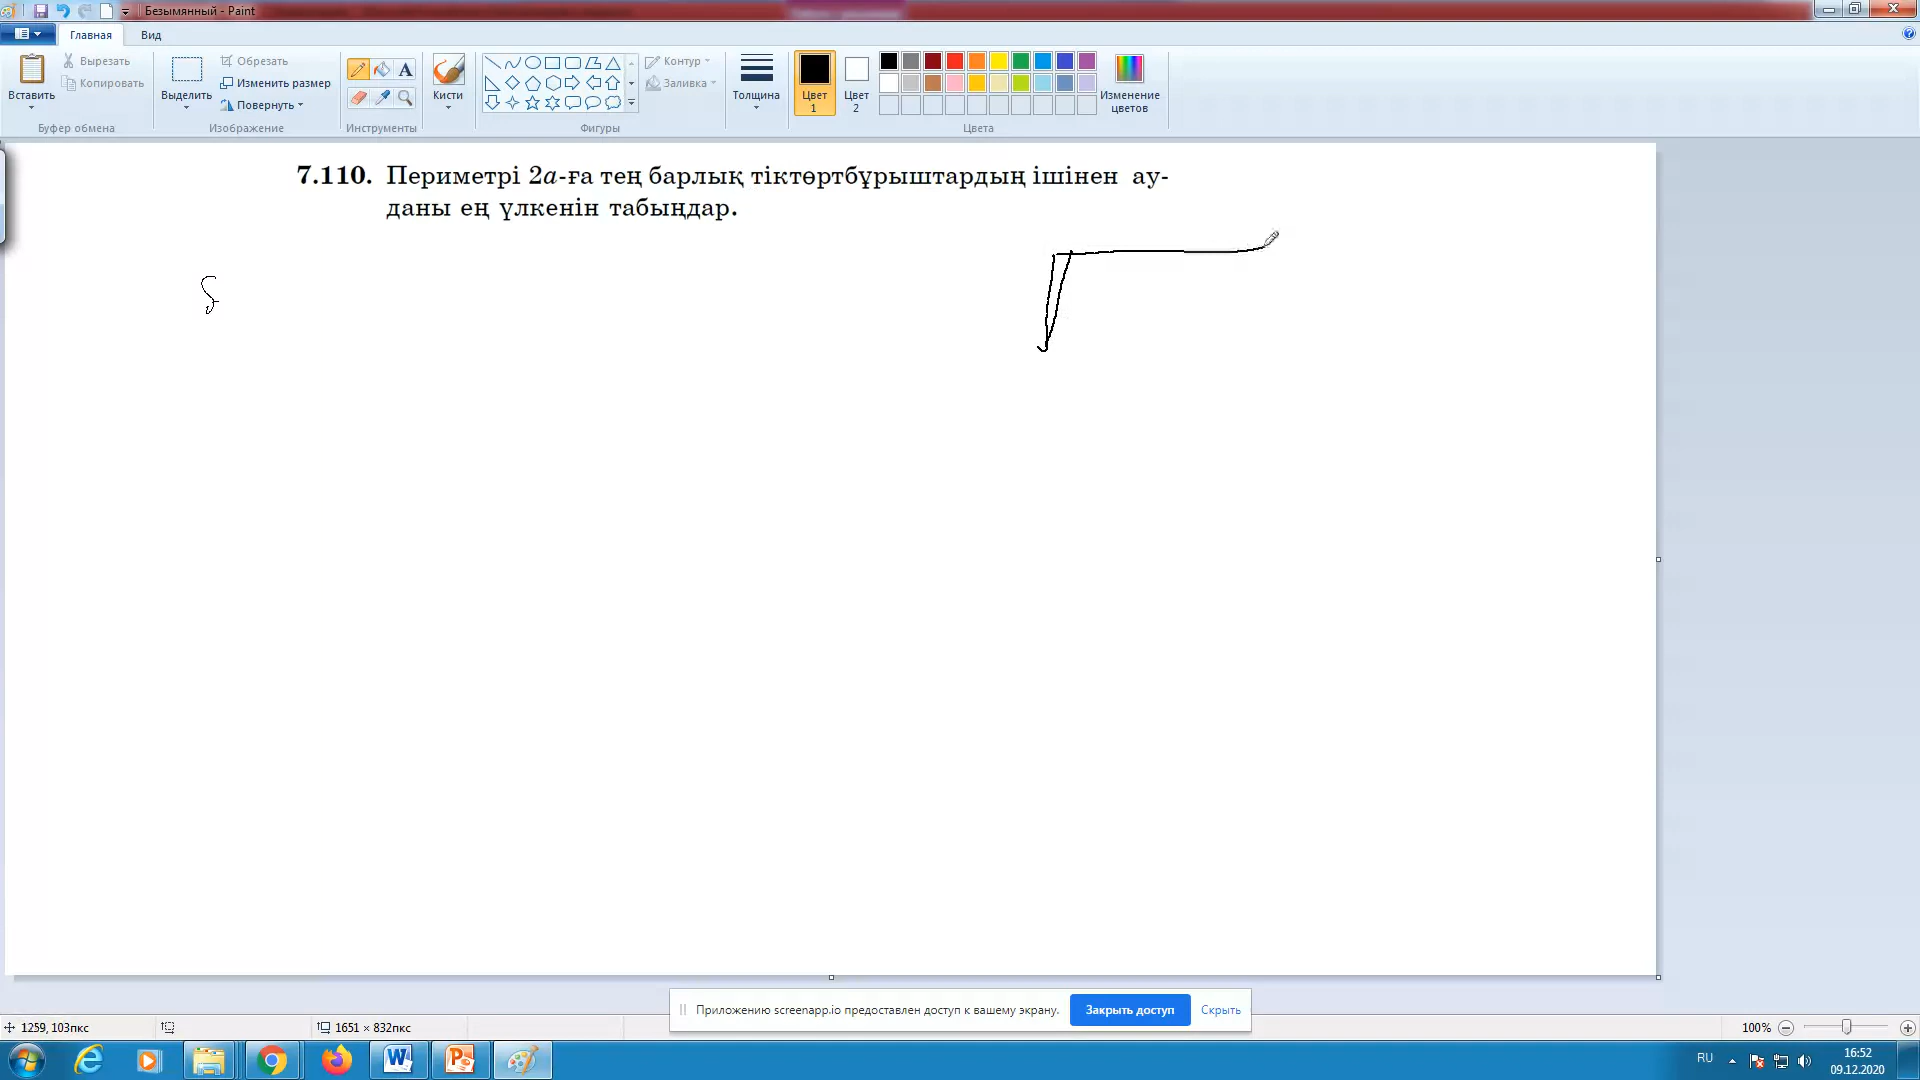 Безымянный - Paint
Главная
Вид
Вставить
Вырезать
Копировать
Буфер обмена
Выделить
Обрезать
Изменить размер
Повернуть
Изображение
Инструменты
Кисти
Фигуры
Контур
Заливка
Толщина
Цвет 1
Цвет 2
Изменение цветов
Цвета
7.110. Периметрі 2a-ға тең барлық тіктөртбұрыштардың ішінен ау-
даны ең үлкенін табыңдар.
Приложению screenapp.io предоставлен доступ к вашему экрану.
Закрыть доступ
Скрыть
1259, 103пкс
1651 × 832пкс
100%
RU
16:52
09.12.2020